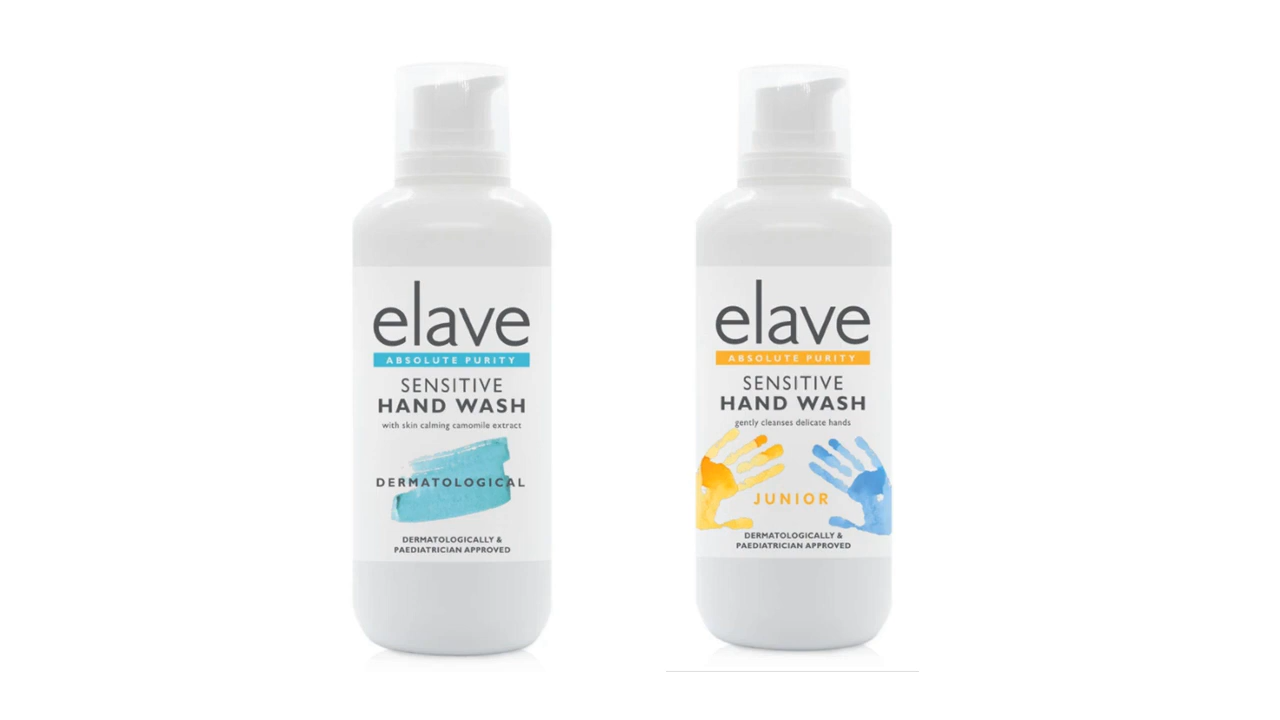 elave
ABSOLUTE PURITY
SENSITIVE
HAND WASH
with skin calming camomile extract
DERMATOLOGICAL
DERMATOLOGICALLY &
PAEDIATRICIAN APPROVED
elave
ABSOLUTE PURITY
SENSITIVE
HAND WASH
gently cleanses delicate hands
JUNIOR
DERMATOLOGICALLY &
PAEDIATRICIAN APPROVED